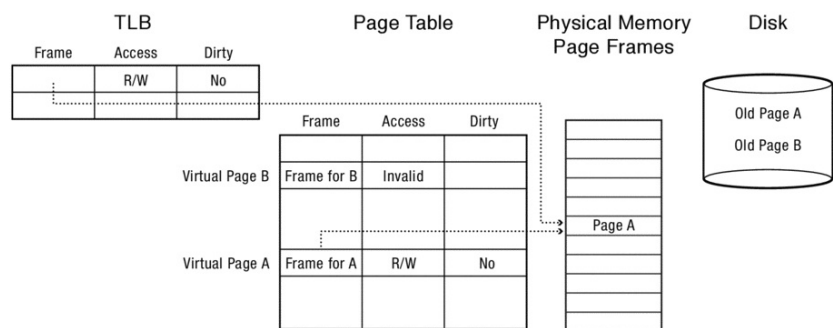 TLB
Page Table
Physical Memory
Page Frames
Disk
Frame Access Dirty
R/W No
Old Page A
Old Page B
Frame Access Dirty
Virtual Page B Frame for B Invalid
Page A
Virtual Page A Frame for A R/W No